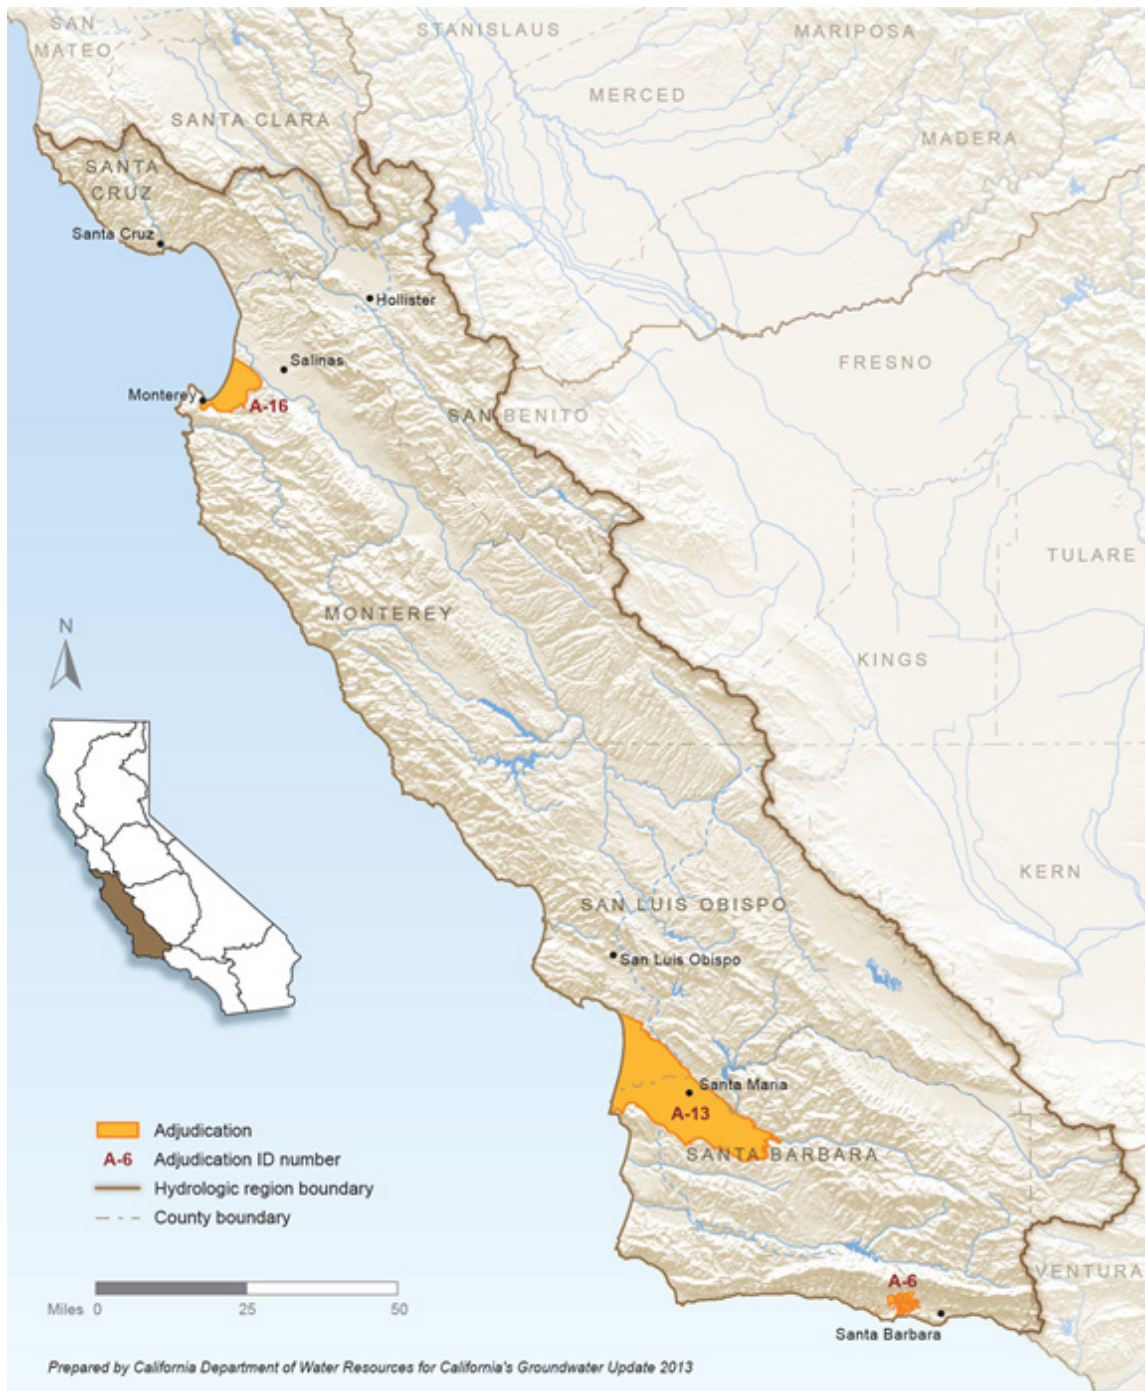 SAN
MATEO
STANISLAUS
MARIPOSA
MERCED
SANTA CLARA
MADERA
SANTA
CRUZ
Santa Cruz
Hollister
Salinas
FRESNO
Monterey
A-16
SAN BENITO
TULARE
MONTEREY
N
KINGS
KERN
SAN LUIS OBISPO
San Luis Obispo
Santa Maria
A-13
Adjudication
SANTA BARBARA
A-6 Adjudication ID number
Hydrologic region boundary
County boundary
VENTURA
A-6
Miles 0 25 50
Santa Barbara
Prepared by California Department of Water Resources for California's Groundwater Update 2013